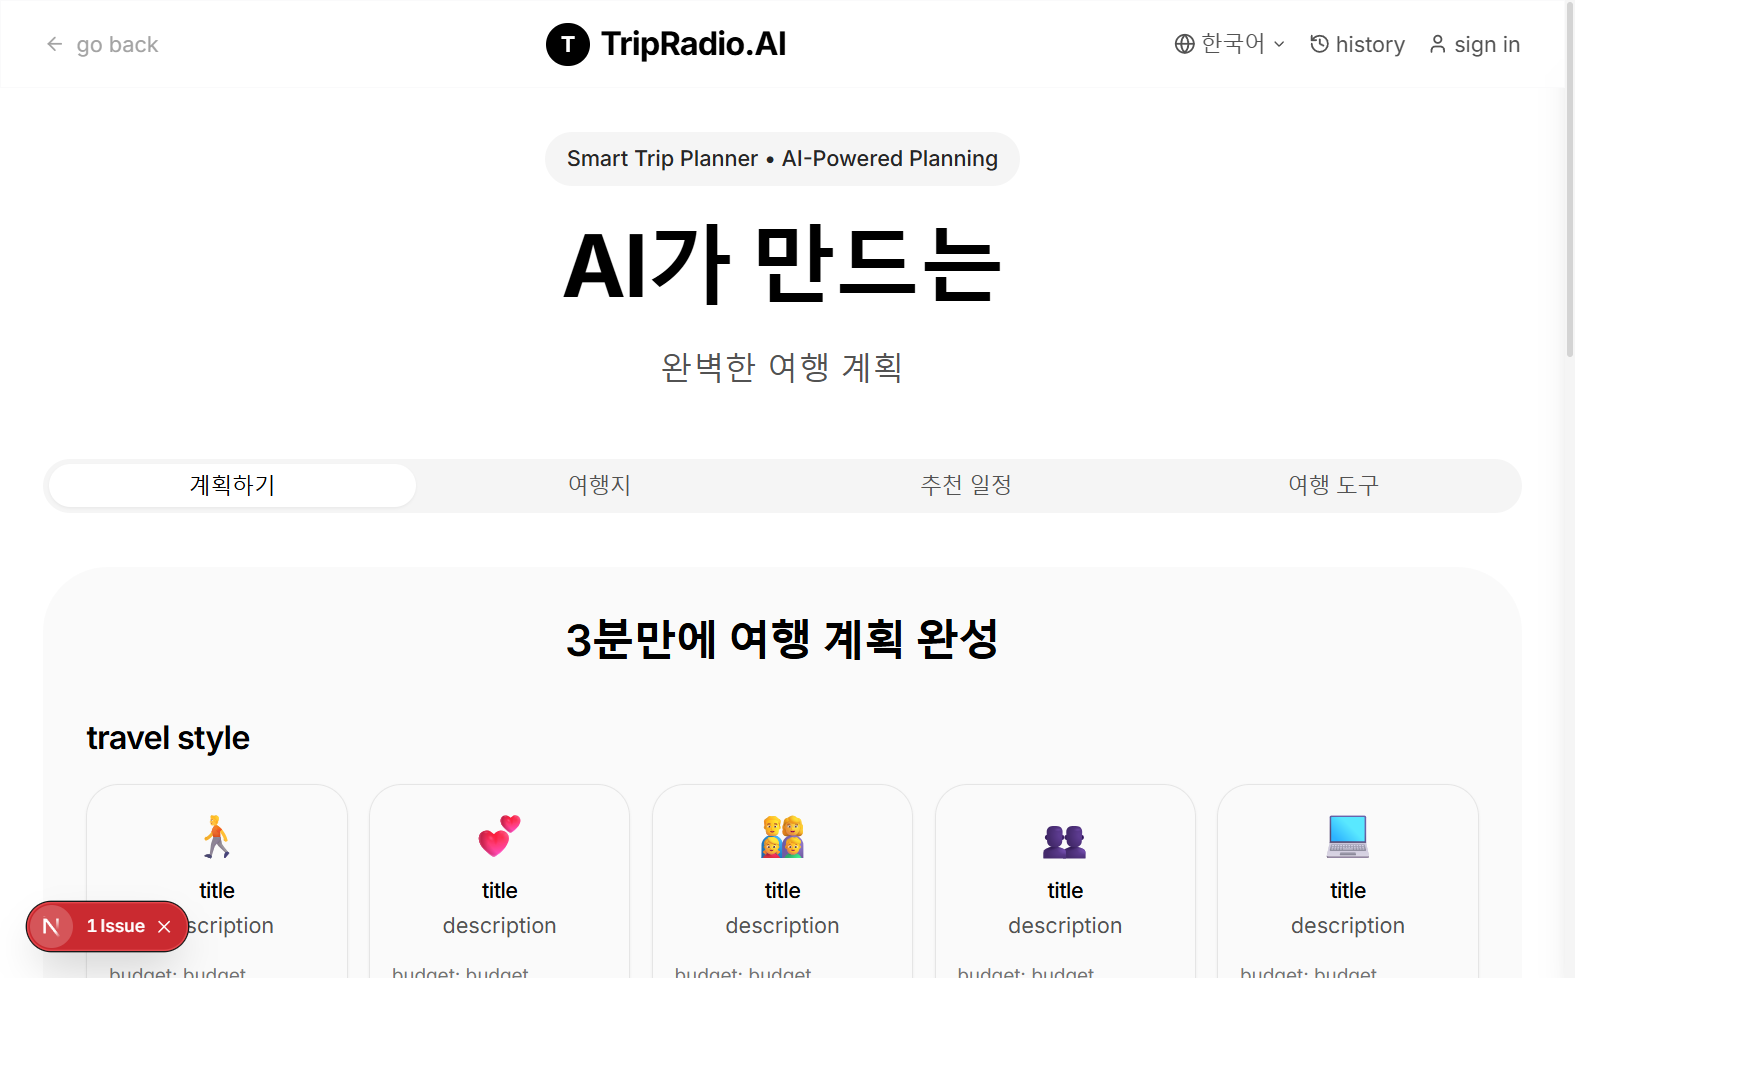 go back
T TripRadio.AI
한국어
history
sign in
Smart Trip Planner • AI-Powered Planning
AI가 만드는
완벽한 여행 계획
계획하기
여행지
추천 일정
여행 도구
3분만에 여행 계획 완성
travel style
title
title
title
title
title
scription
description
description
description
description
N 1 Issue
budget: budget
budget: budget
budget: budget
budget: budget
budget: budget